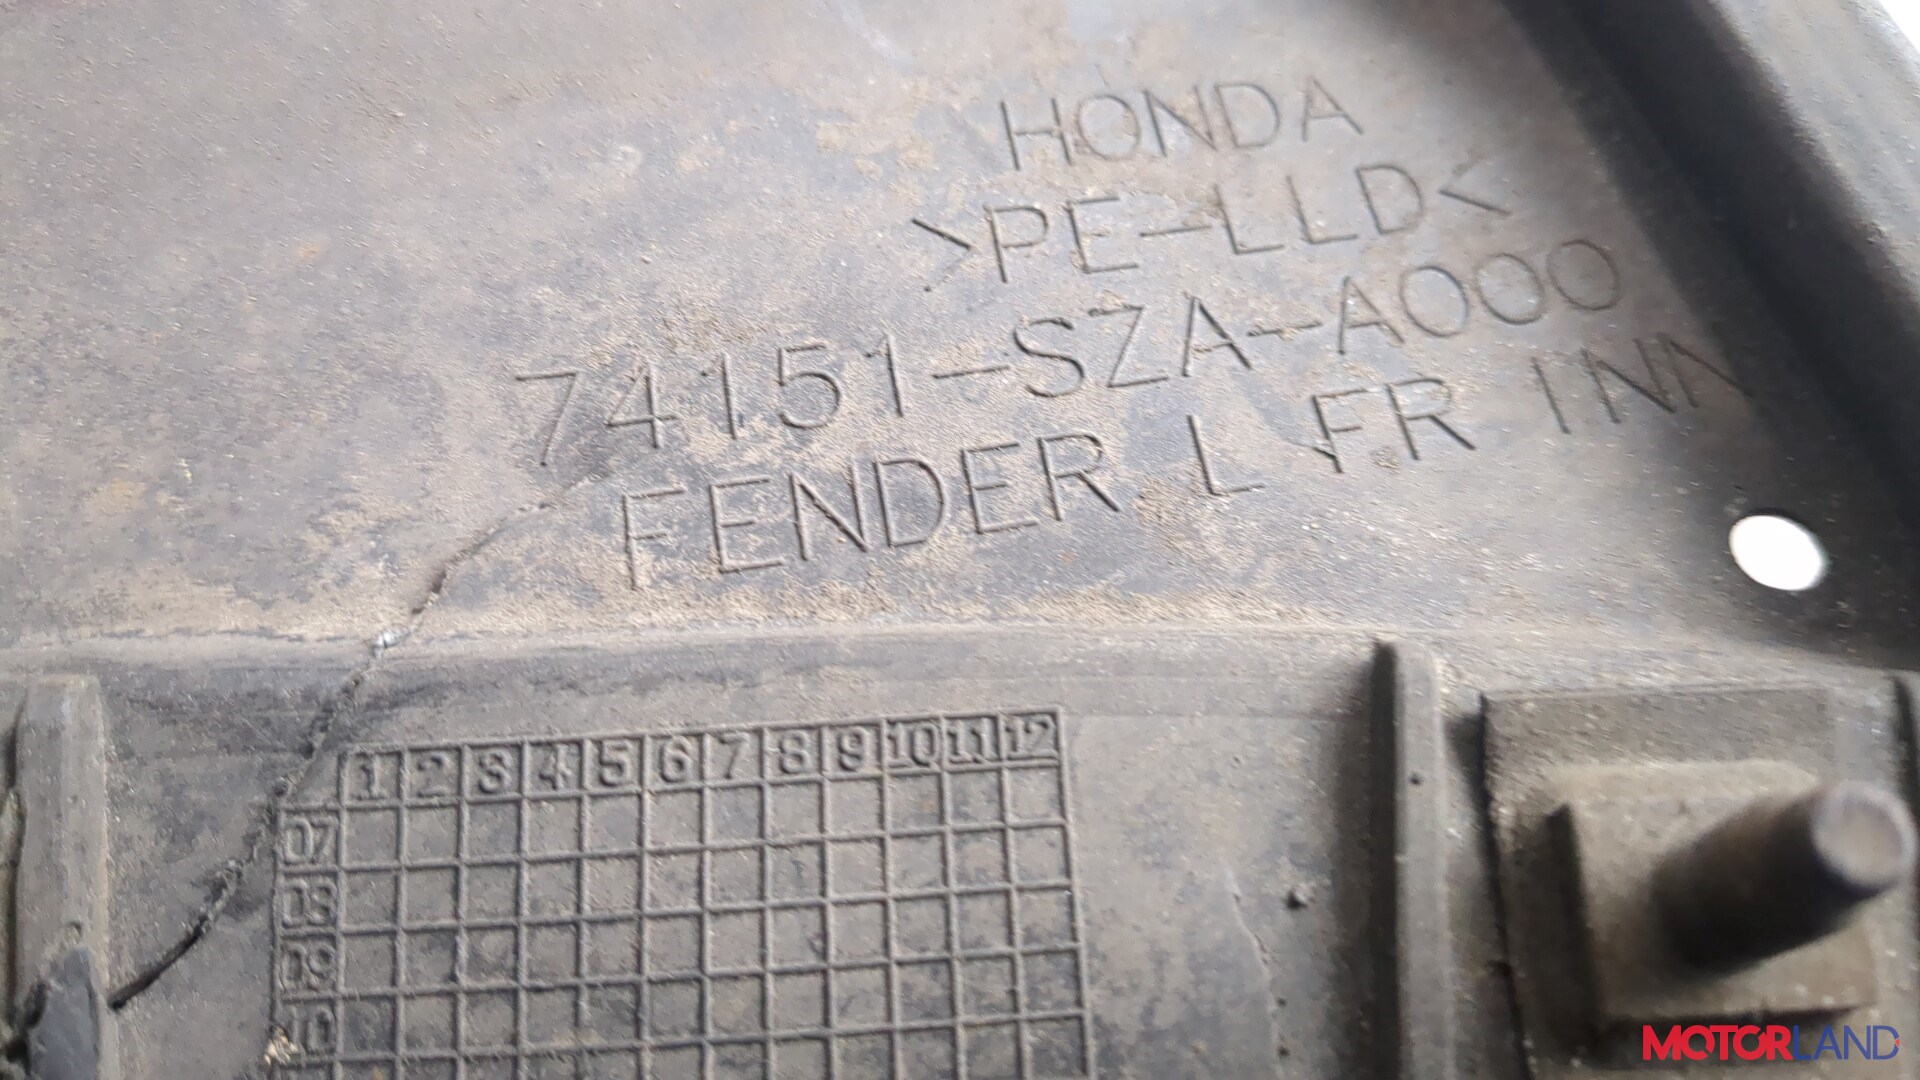 HONDA
>PE-LLD<
74151-SZA-A000
FENDER L FR INN
1 2 3 4 5 6 7 8 9 10 11 12
07
08
09
10
MOTORLAND